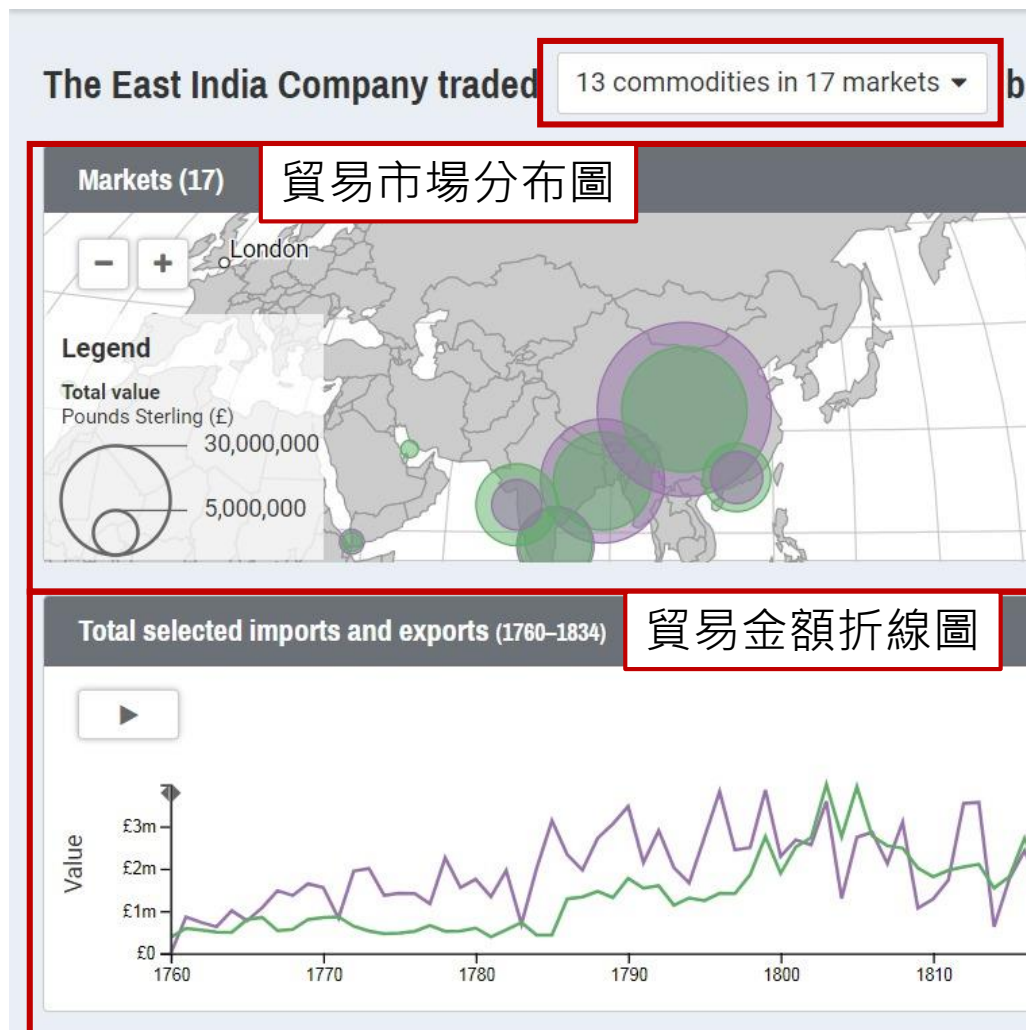 The East India Company traded 13 commodities in 17 markets b
Markets (17)
貿易市場分布圖
− +
London
Legend
Total value
Pounds Sterling (£)
30,000,000
5,000,000
Total selected imports and exports (1760–1834)
貿易金額折線圖
Value
£3m
£2m
£1m
£0
1760 1770 1780 1790 1800 1810